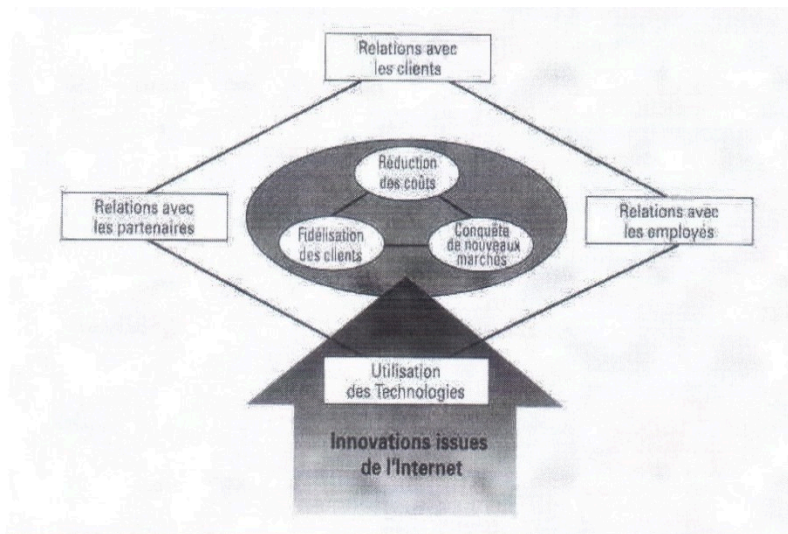 Relations avec
les clients
Réduction
des coûts
Relations avec
les partenaires
Fidélisation
des clients
Conquête
de nouveaux
marchés
Relations avec
les employés
Utilisation
des Technologies
Innovations issues
de l'Internet